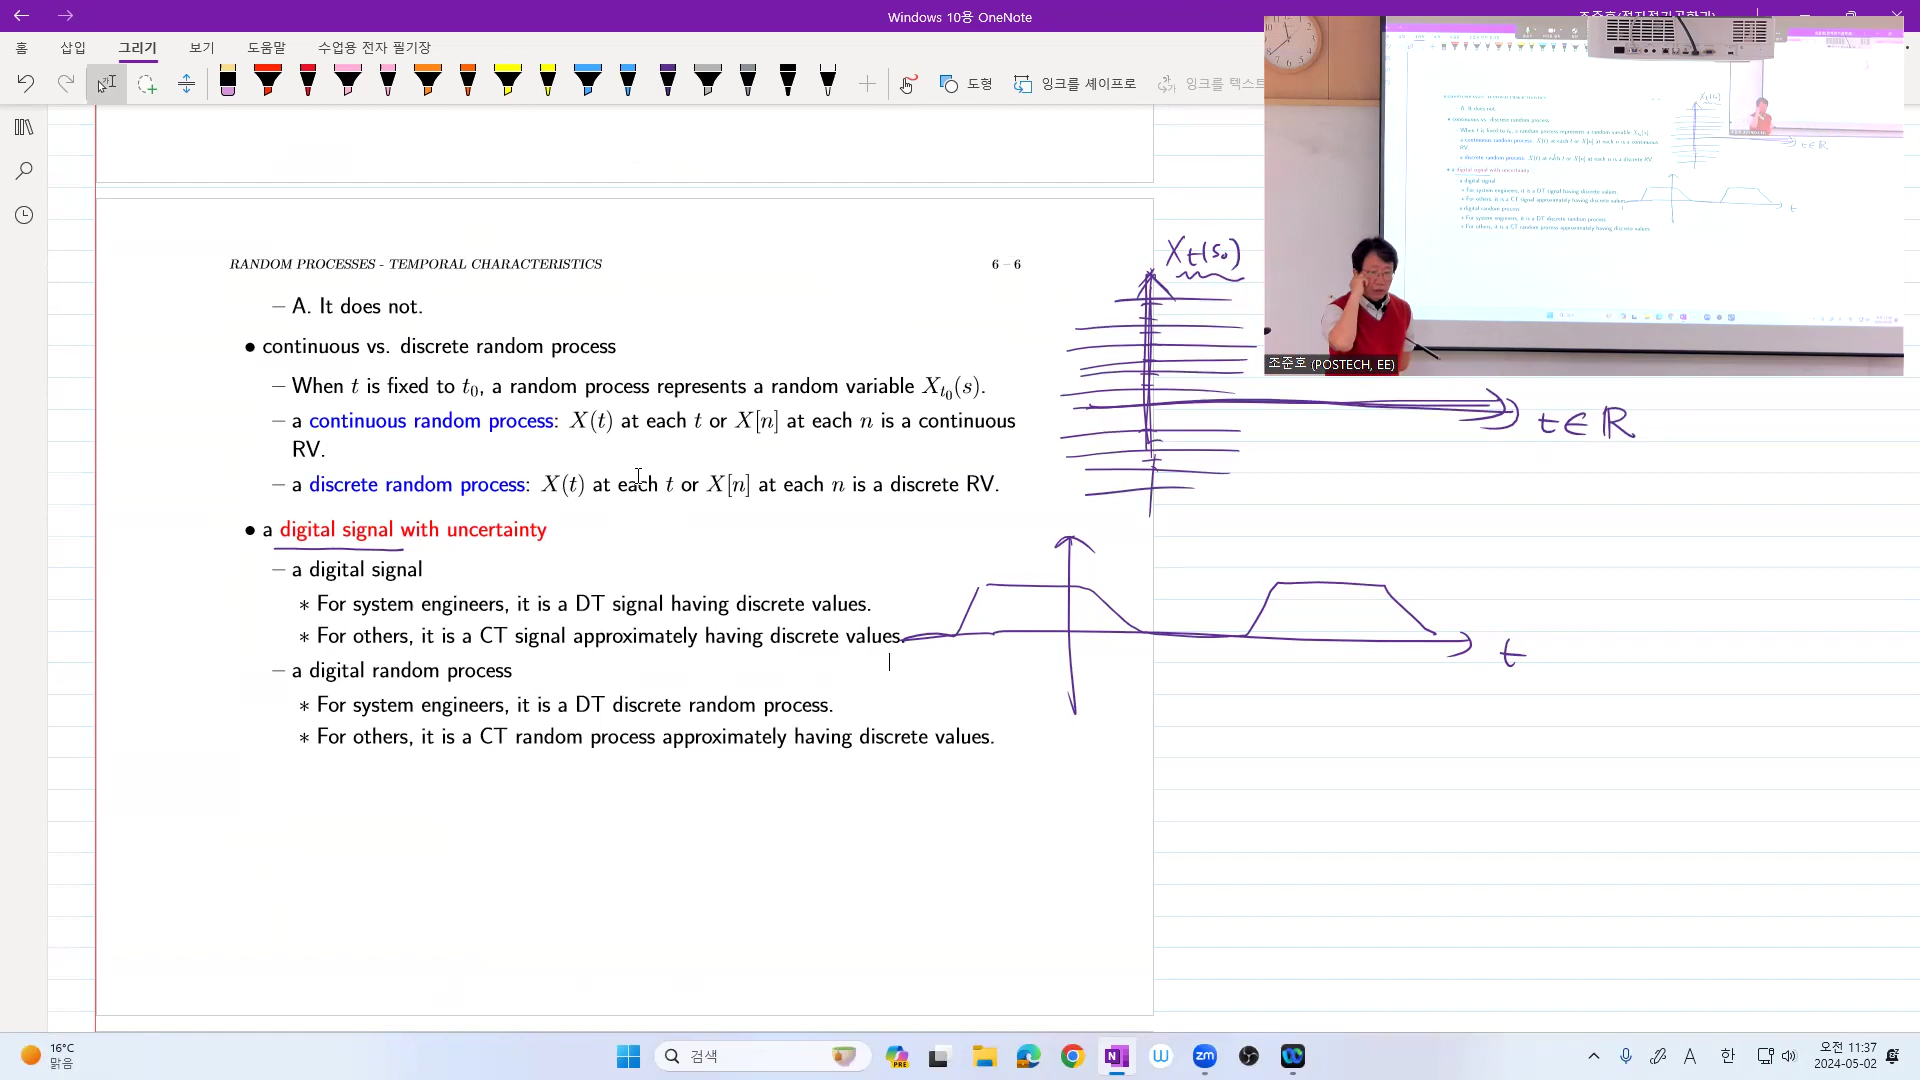 Windows 10용 OneNote
홈 삽입 그리기 보기 도움말 수업용 전자 필기장
도형 잉크를 셰이프로 잉크를 텍스트
RANDOM PROCESSES - TEMPORAL CHARACTERISTICS 6 – 6
– A. It does not.
• continuous vs. discrete random process
– When t is fixed to t₀, a random process represents a random variable X_{t₀}(s).
– a continuous random process: X(t) at each t or X[n] at each n is a continuous
RV.
– a discrete random process: X(t) at each t or X[n] at each n is a discrete RV.
• a digital signal with uncertainty
– a digital signal
∗ For system engineers, it is a DT signal having discrete values.
∗ For others, it is a CT signal approximately having discrete values.
– a digital random process
∗ For system engineers, it is a DT discrete random process.
∗ For others, it is a CT random process approximately having discrete values.
X_t(s₀)
t∈ℝ
t
조준호 (POSTECH, EE)
16°C
맑음
검색
오전 11:37
2024-05-02
한